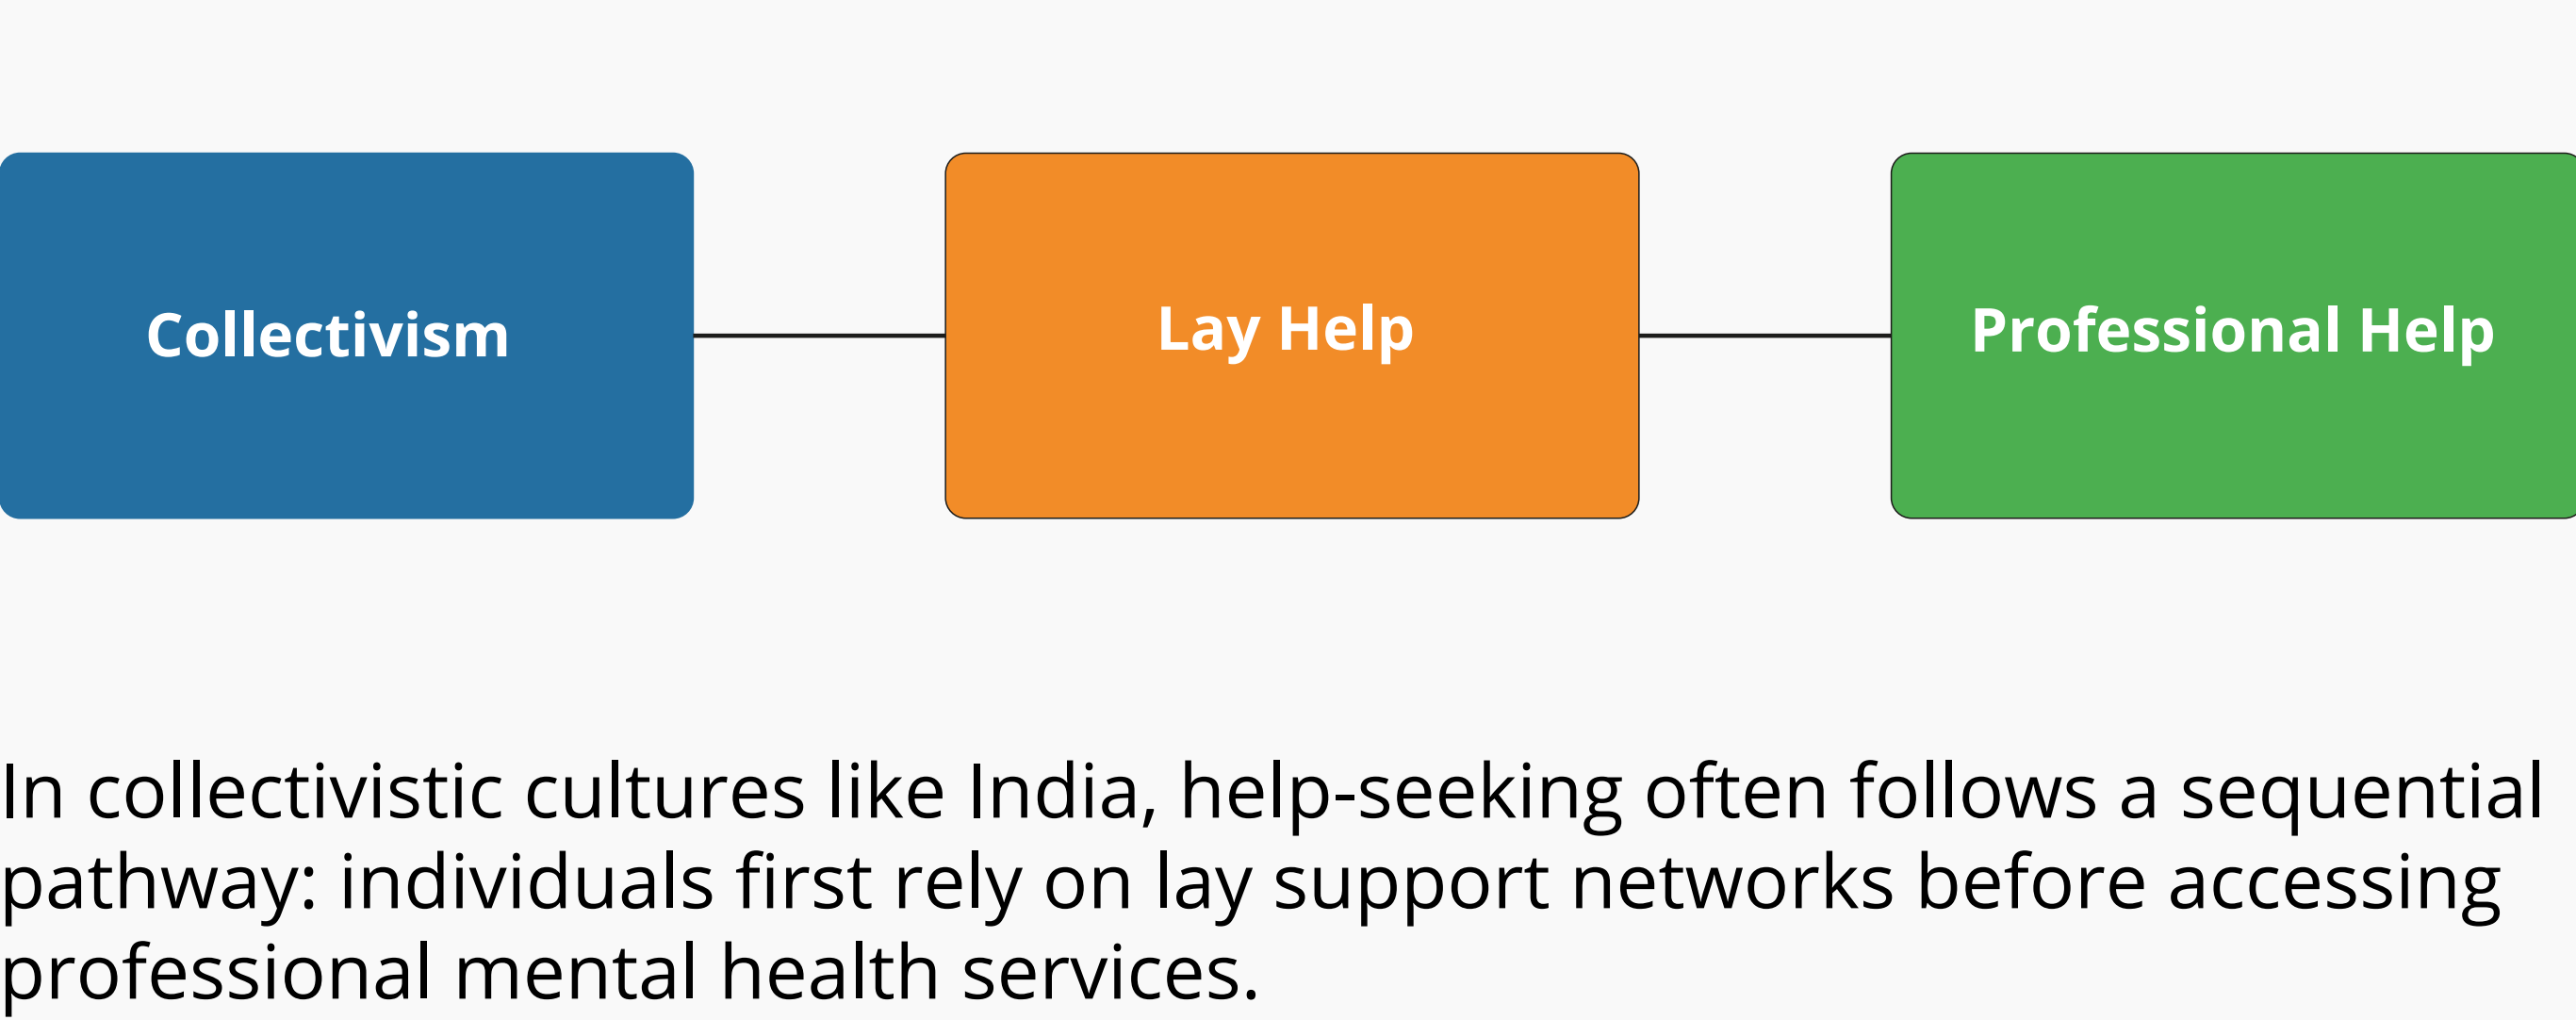 Collectivism
Lay Help
Professional Help
In collectivistic cultures like India, help-seeking often follows a sequential
pathway: individuals first rely on lay support networks before accessing
professional mental health services.